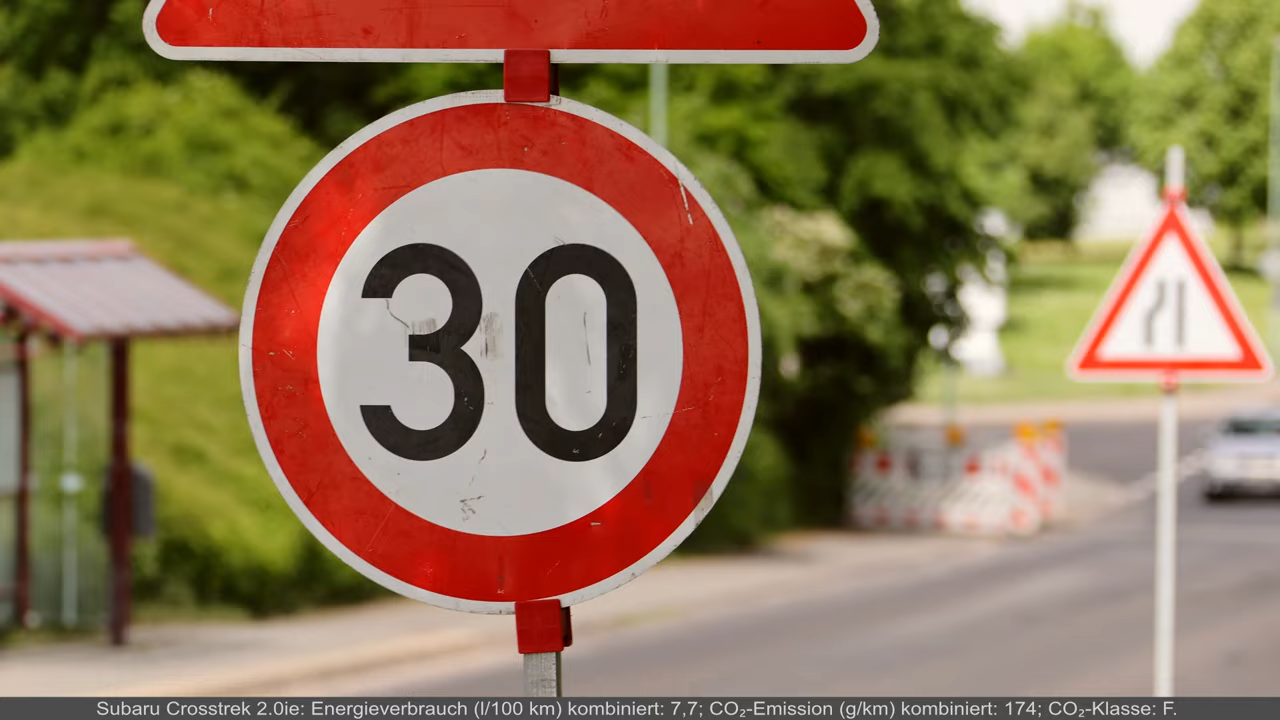 30
Subaru Crosstrek 2.0ie: Energieverbrauch (l/100 km) kombiniert: 7,7; CO₂-Emission (g/km) kombiniert: 174; CO₂-Klasse: F.